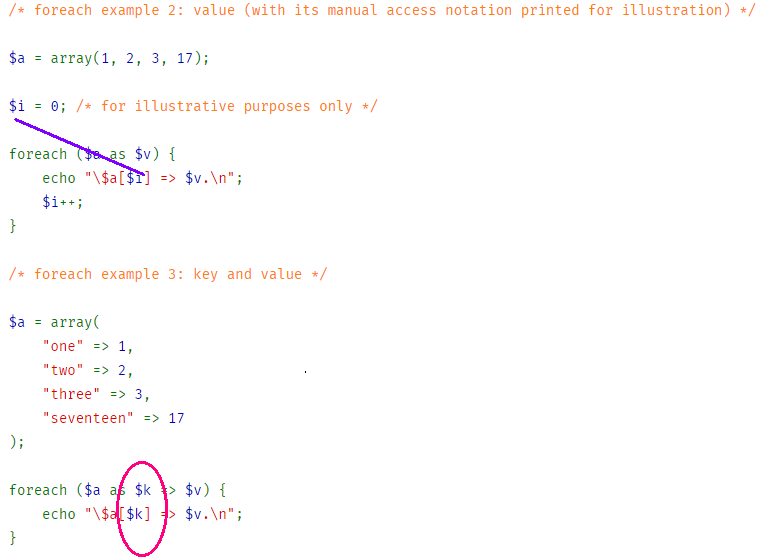 /* foreach example 2: value (with its manual access notation printed for illustration) */
$a = array(1, 2, 3, 17);
$i = 0; /* for illustrative purposes only */
foreach ($a as $v) {
    echo "\$a[$i] => $v.\n";
    $i++;
}
/* foreach example 3: key and value */
$a = array(
    "one" => 1,
    "two" => 2,
    "three" => 3,
    "seventeen" => 17
);
foreach ($a as $k => $v) {
    echo "\$a[$k] => $v.\n";
}